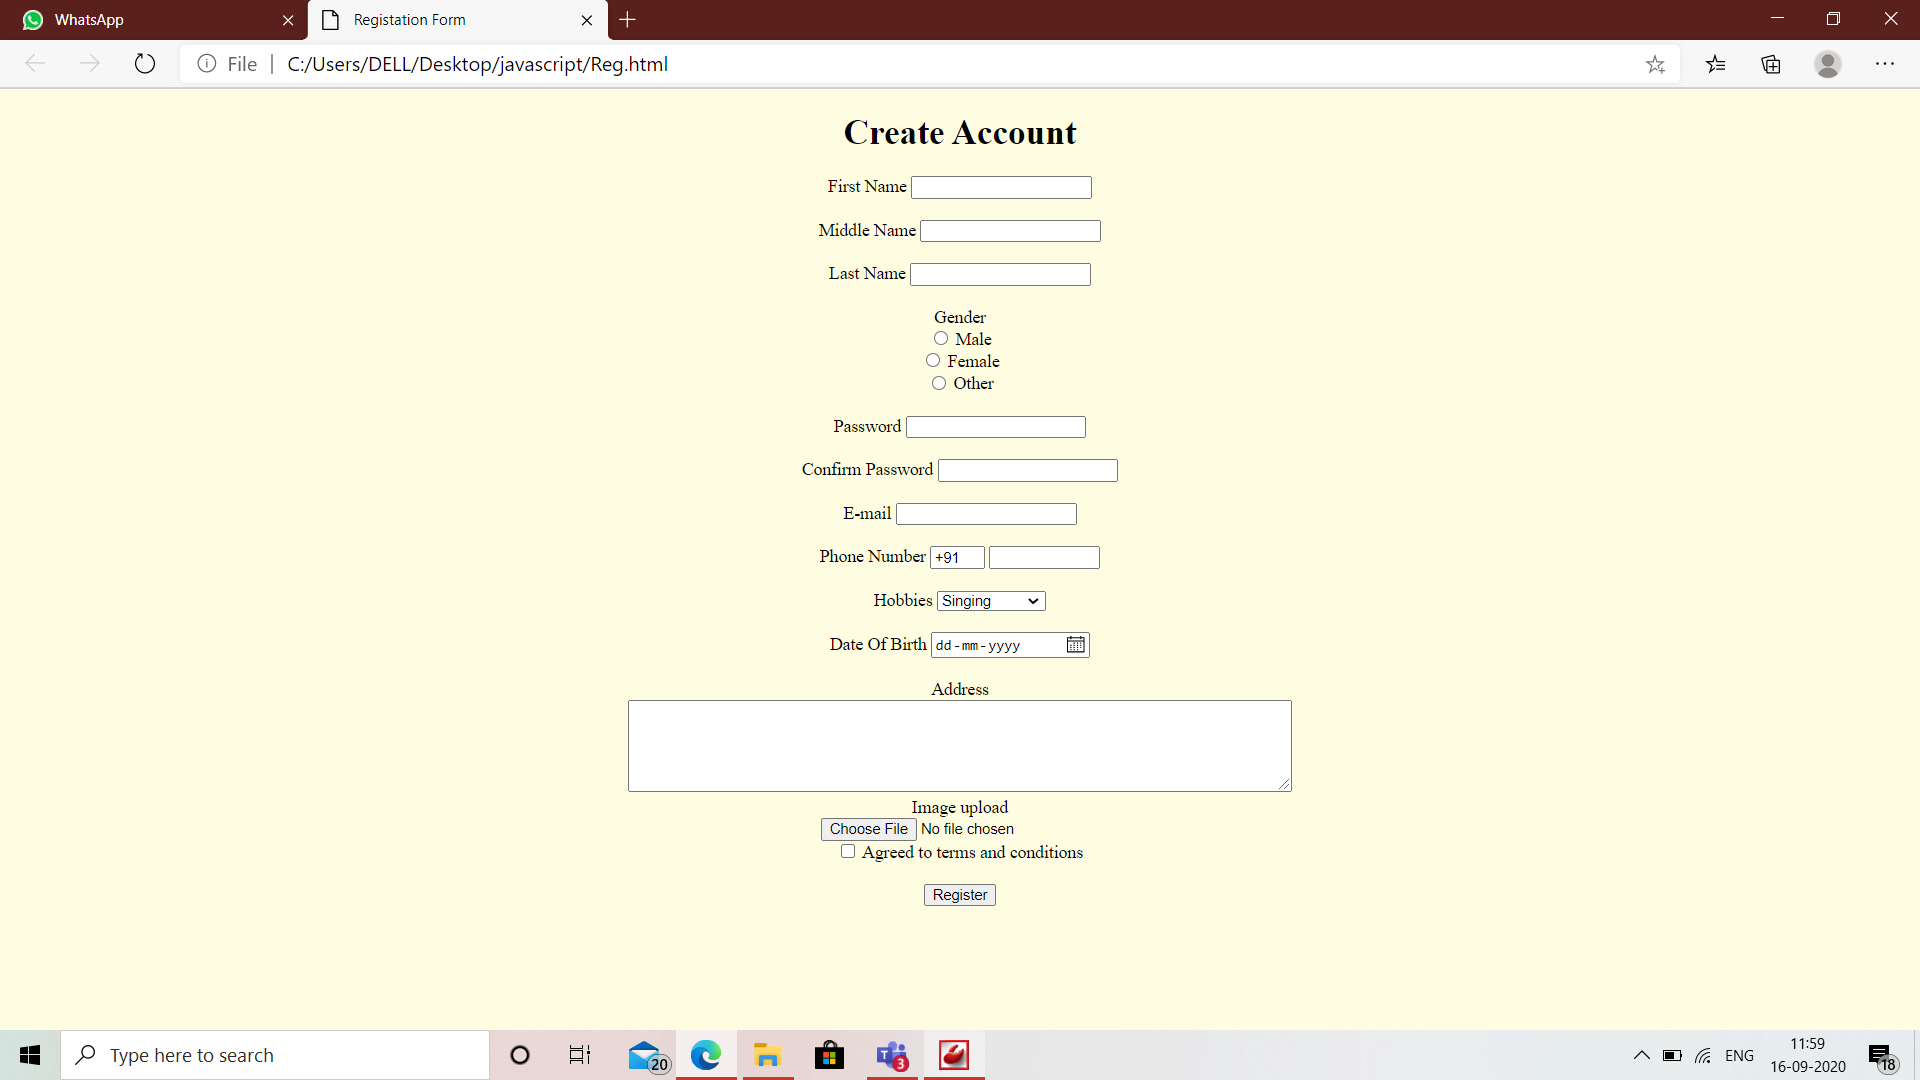 WhatsApp
Registation Form
File
C:/Users/DELL/Desktop/javascript/Reg.html
Create Account
First Name
Middle Name
Last Name
Gender
Male
Female
Other
Password
Confirm Password
E-mail
Phone Number +91
Hobbies Singing
Date Of Birth dd-mm-yyyy
Address
Image upload
Choose File No file chosen
Agreed to terms and conditions
Register
Type here to search
20
T
3
ENG
11:59
16-09-2020
18